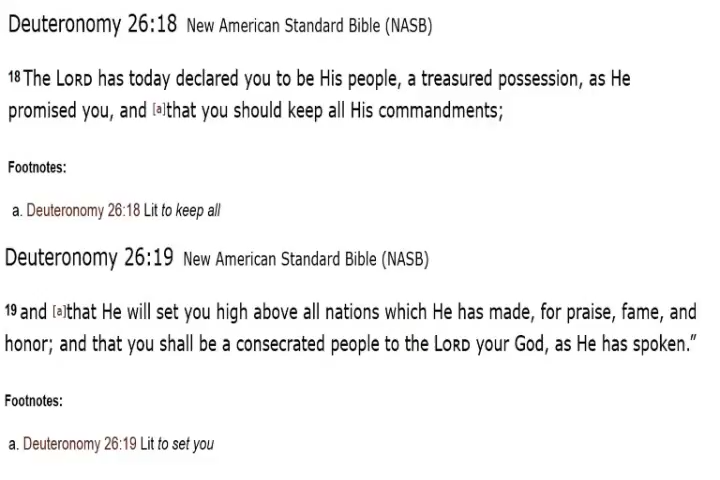 Deuteronomy 26:18 New American Standard Bible (NASB)
18 The LORD has today declared you to be His people, a treasured possession, as He
promised you, and [a]that you should keep all His commandments;
Footnotes:
a. Deuteronomy 26:18 Lit to keep all
Deuteronomy 26:19 New American Standard Bible (NASB)
19 and [a]that He will set you high above all nations which He has made, for praise, fame, and
honor; and that you shall be a consecrated people to the LORD your God, as He has spoken.”
Footnotes:
a. Deuteronomy 26:19 Lit to set you